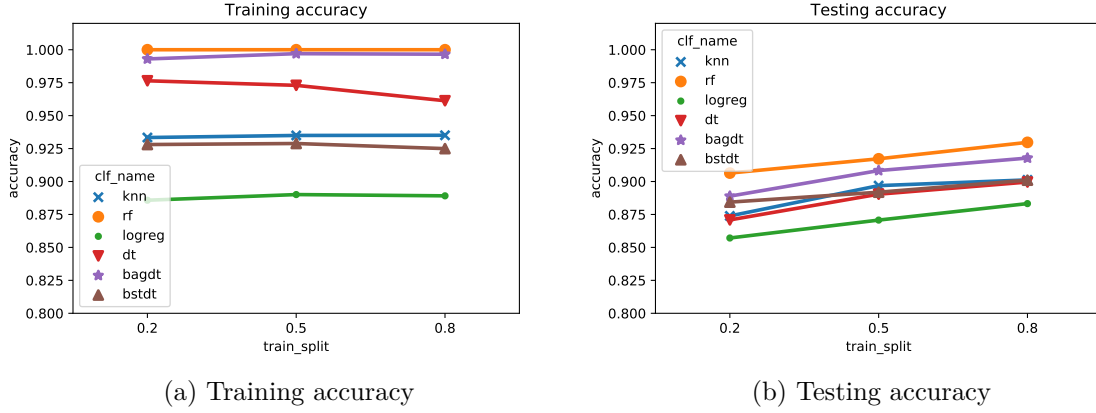 Training accuracy
1.000
0.975
0.950
0.925
0.900
0.875
0.850
0.825
0.800
accuracy
clf_name
knn
rf
logreg
dt
bagdt
bstdt
0.2 0.5 0.8
train_split
(a) Training accuracy
Testing accuracy
1.000
0.975
0.950
0.925
0.900
0.875
0.850
0.825
0.800
accuracy
clf_name
knn
rf
logreg
dt
bagdt
bstdt
0.2 0.5 0.8
train_split
(b) Testing accuracy